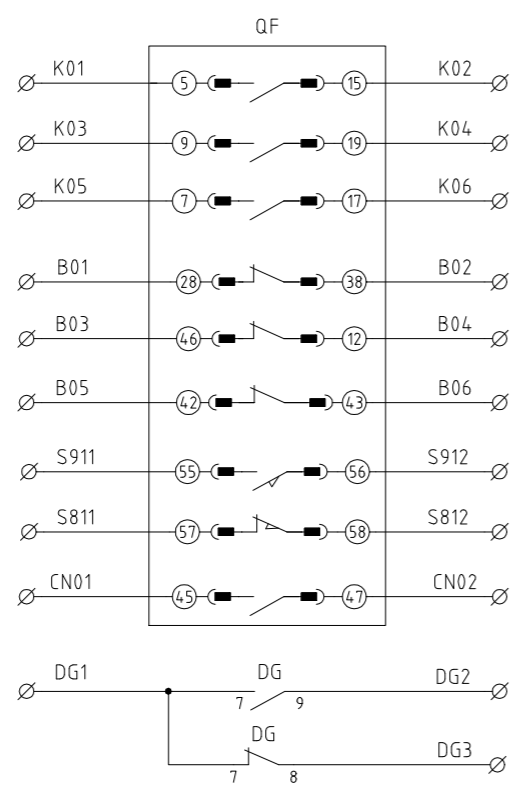 QF
K01 5 15 K02
K03 9 19 K04
K05 7 17 K06
B01 28 38 B02
B03 46 12 B04
B05 42 43 B06
S911 55 56 S912
S811 57 58 S812
CN01 45 47 CN02
DG1 DG DG2
7 9
DG DG3
7 8